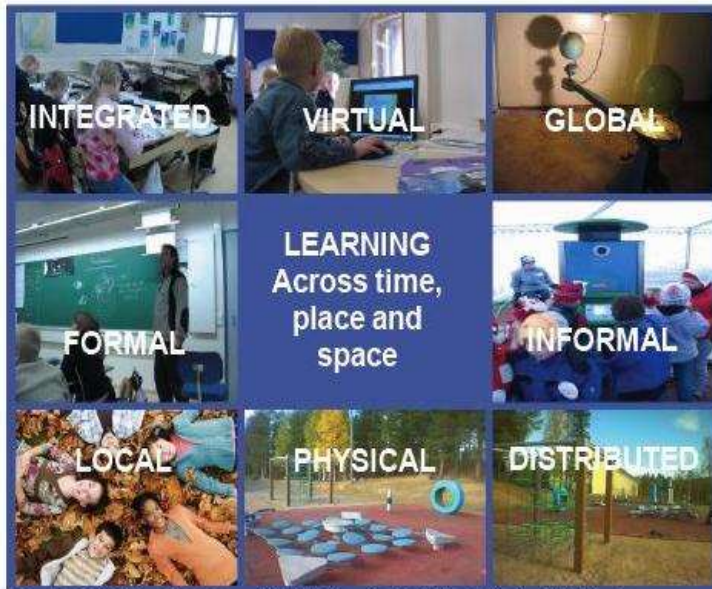 INTEGRATED
VIRTUAL
GLOBAL
FORMAL
LEARNING
Across time,
place and
space
INFORMAL
LOCAL
PHYSICAL
DISTRIBUTED